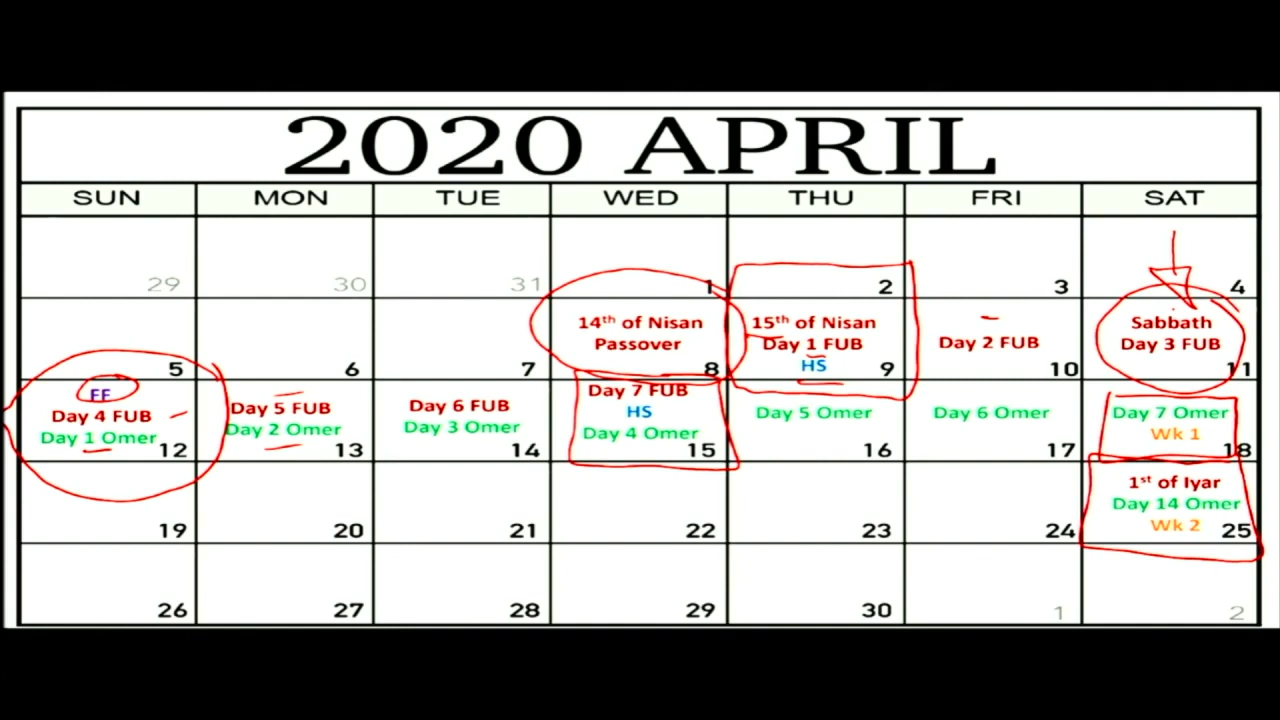 2020 APRIL
SUN MON TUE WED THU FRI SAT
29 30 31 1 2 3 4
14th of Nisan
Passover
8
15th of Nisan
Day 1 FUB
HS
9
Day 2 FUB
10
Sabbath
Day 3 FUB
11
5 6 7
FF
Day 4 FUB
Day 1 Omer
12
Day 5 FUB
Day 2 Omer
13
Day 6 FUB
Day 3 Omer
14
Day 7 FUB
HS
Day 4 Omer
15
Day 5 Omer
16
Day 6 Omer
17
Day 7 Omer
Wk 1
18
19 20 21 22 23 24
1st of Iyar
Day 14 Omer
Wk 2
25
26 27 28 29 30 1 2